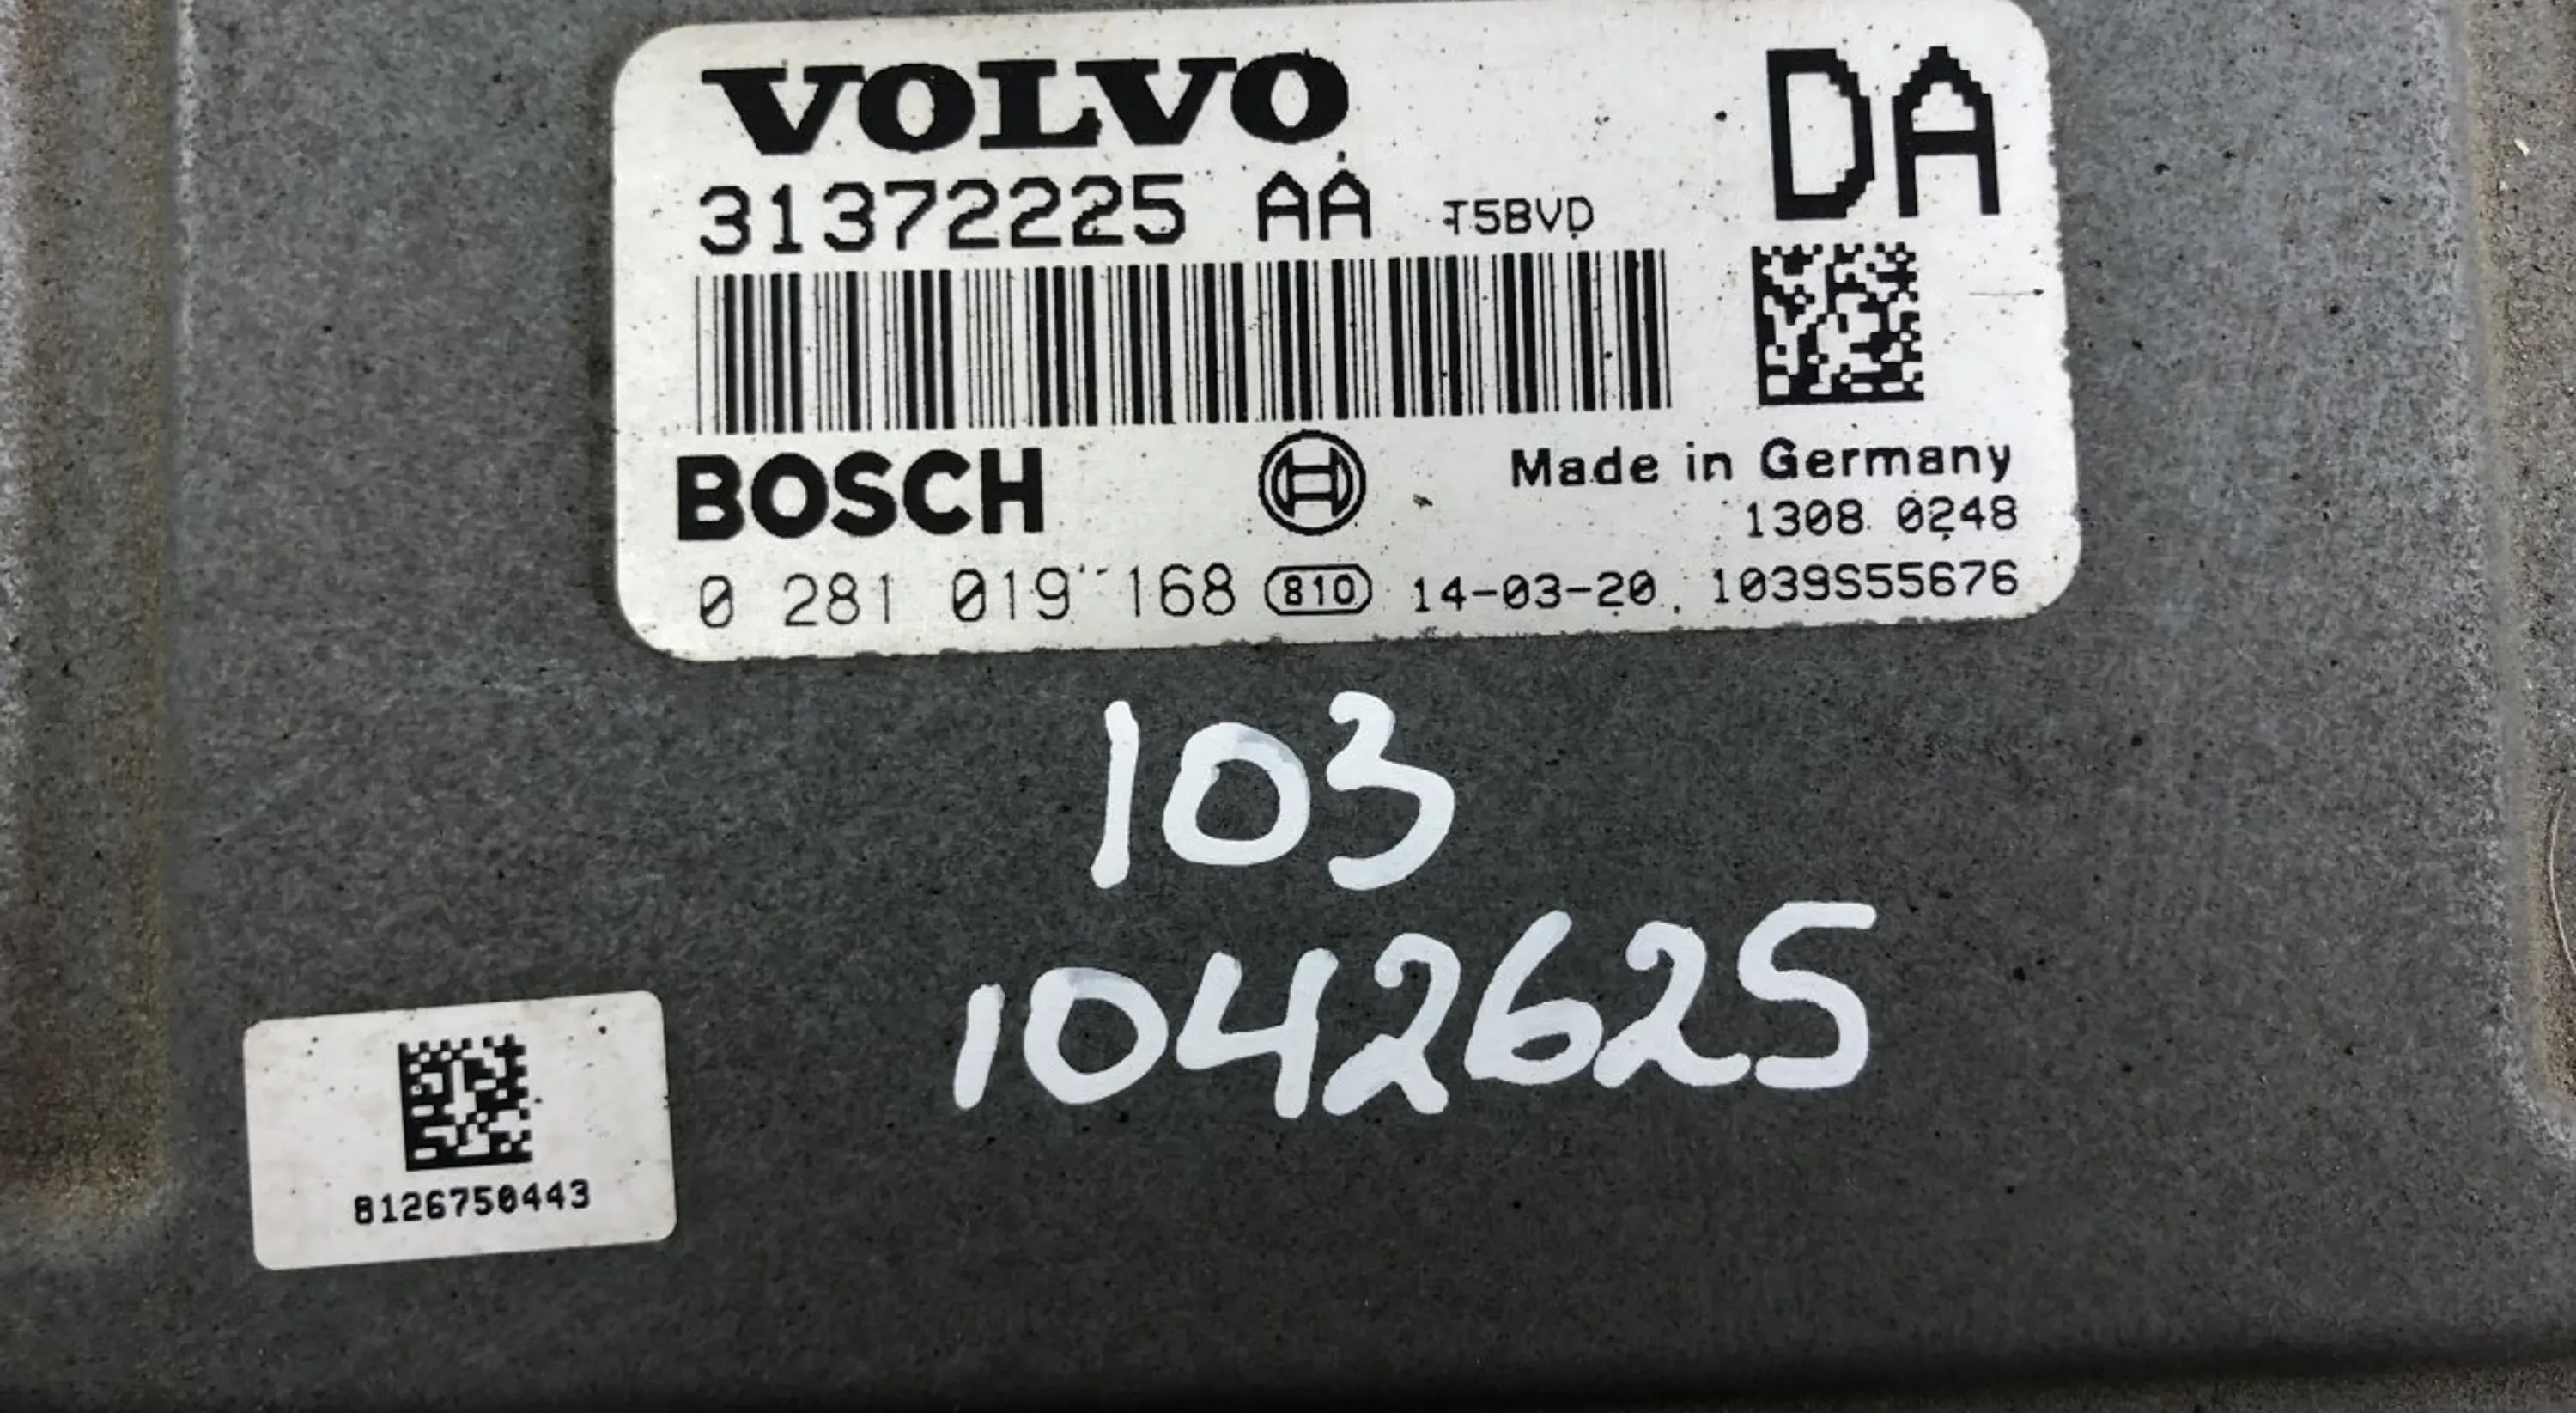 VOLVO DA
31372225 AA T5BVD
BOSCH Made in Germany
1308 0248
0 281 019 168 810 14-03-20 1039S55676
103
1042625
8126750443